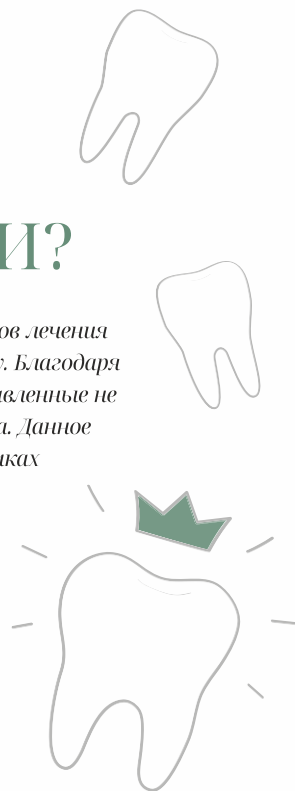 И?
ов лечения
. Благодаря
вленные не
а. Данное
иках